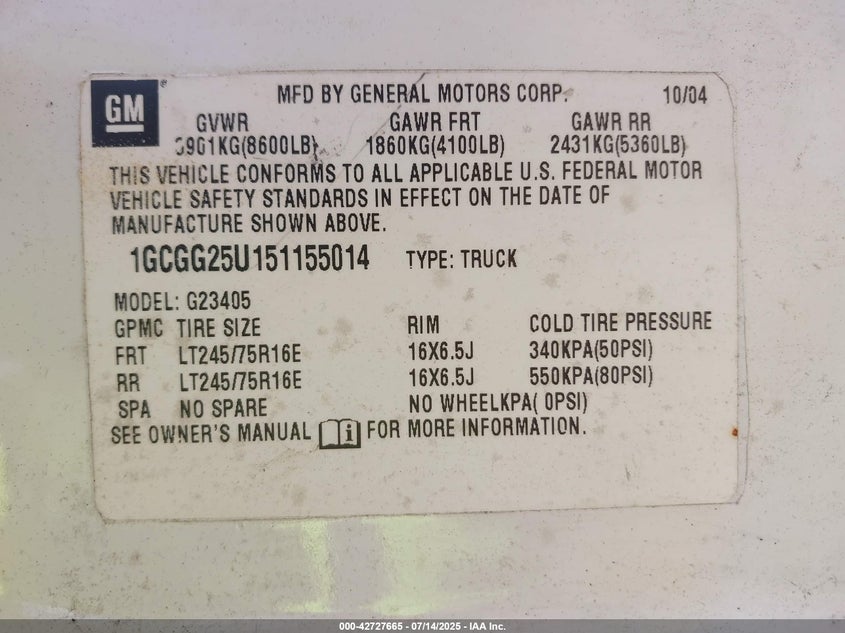 GM
MFD BY GENERAL MOTORS CORP. 10/04
GVWR GAWR FRT GAWR RR
3901KG(8600LB) 1860KG(4100LB) 2431KG(5360LB)
THIS VEHICLE CONFORMS TO ALL APPLICABLE U.S. FEDERAL MOTOR
VEHICLE SAFETY STANDARDS IN EFFECT ON THE DATE OF
MANUFACTURE SHOWN ABOVE.
1GCGG25U151155014 TYPE: TRUCK
MODEL: G23405
GPMC TIRE SIZE RIM COLD TIRE PRESSURE
FRT LT245/75R16E 16X6.5J 340KPA(50PSI)
RR LT245/75R16E 16X6.5J 550KPA(80PSI)
SPA NO SPARE NO WHEELKPA( 0PSI)
SEE OWNER'S MANUAL i FOR MORE INFORMATION.
000-42727665 - 07/14/2025 - IAA Inc.